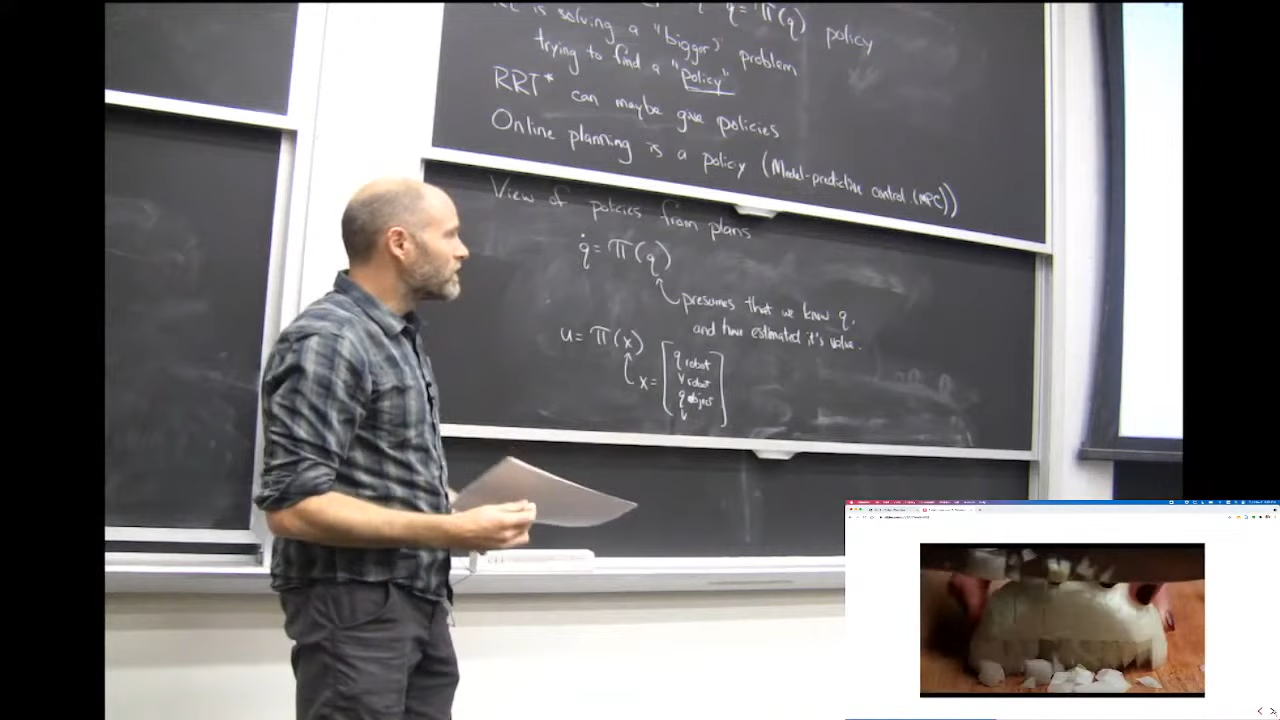 q̇ = π(q) policy
is solving a "bigger" problem
trying to find a "policy"
RRT* can maybe give policies
Online planning is a policy (Model-predictive control (MPC))
View of policies from plans
q̇ = π(q)
presumes that we know q,
and have estimated it's value.
u = π(x)
x = [
q robot
v robot
q object
v
]